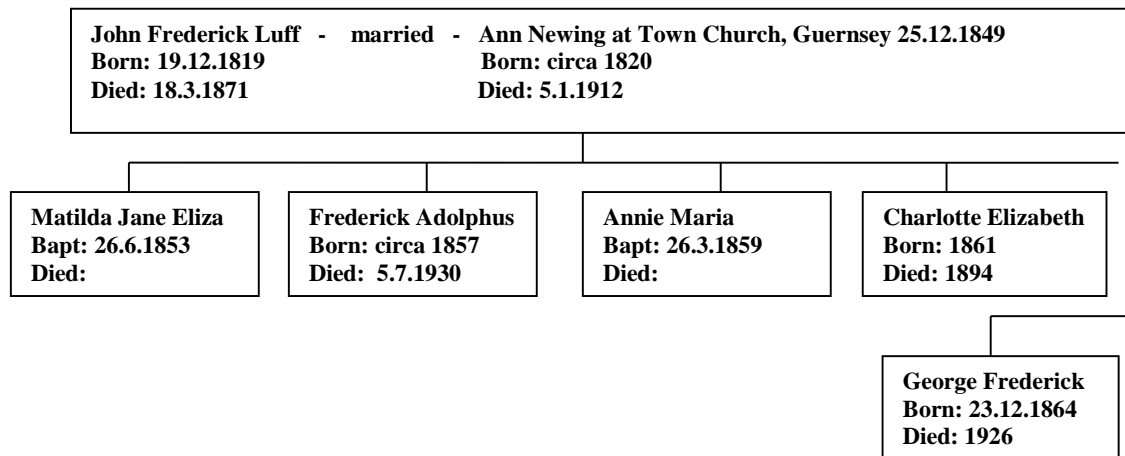 John Frederick Luff - married - Ann Newing at Town Church, Guernsey 25.12.1849
Born: 19.12.1819 Born: circa 1820
Died: 18.3.1871 Died: 5.1.1912
Matilda Jane Eliza
Bapt: 26.6.1853
Died:
Frederick Adolphus
Born: circa 1857
Died: 5.7.1930
Annie Maria
Bapt: 26.3.1859
Died:
Charlotte Elizabeth
Born: 1861
Died: 1894
George Frederick
Born: 23.12.1864
Died: 1926